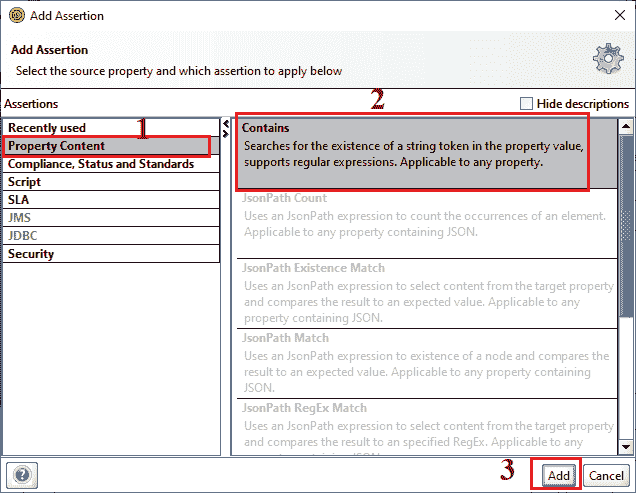 Add Assertion
Add Assertion
Select the source property and which assertion to apply below
2
Assertions
Hide descriptions
1
Recently used
Property Content
Compliance, Status and Standards
Script
SLA
JMS
JDBC
Security
Contains
Searches for the existence of a string token in the property value,
supports regular expressions. Applicable to any property.
JsonPath Count
Uses an JsonPath expression to count the occurrences of an element.
Applicable to any property containing JSON.
JsonPath Existence Match
Uses an JsonPath expression to select content from the target property
and compares the result to an expected value. Applicable to any
property containing JSON.
JsonPath Match
Uses an JsonPath expression to existence of a node and compares the
result to an expected value. Applicable to any property containing
JSON.
JsonPath RegEx Match
Uses an JsonPath expression to select content from the target property
and compares the result to an specified RegEx. Applicable to any
property containing JSON.
3
Add
Cancel
?